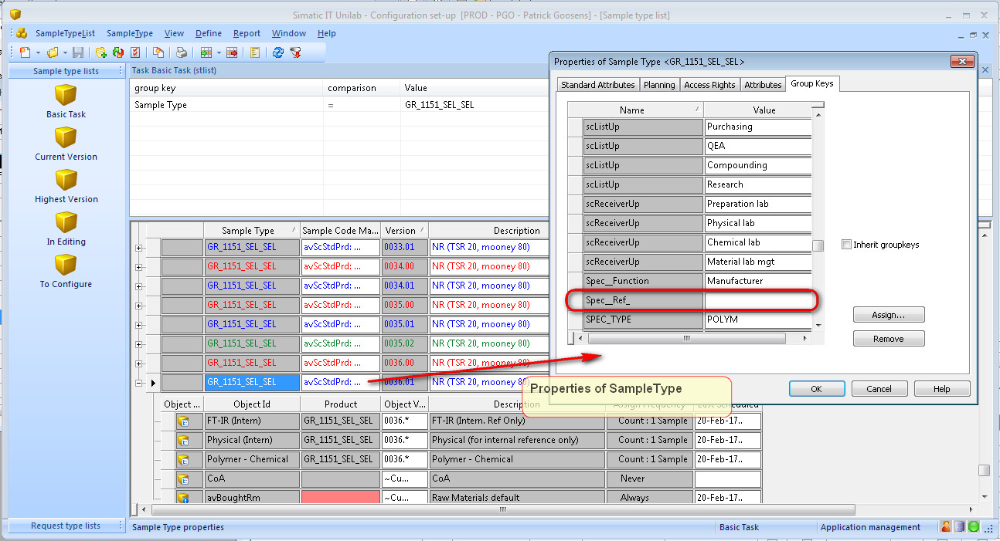 Simatic IT Unilab - Configuration set-up [PROD - PGO - Patrick Goosens] - [Sample type list]
SampleTypeList SampleType View Define Report Window Help
Sample type lists
Basic Task
Current Version
Highest Version
In Editing
To Configure
Request type lists
Task Basic Task (stlist)
group key comparison Value
Sample Type = GR_1151_SEL_SEL
Sample Type Sample Code Ma... Version Description
GR_1151_SEL_SEL avScStdPrd: ... 0033.01 NR (TSR 20, mooney 80)
GR_1151_SEL_SEL avScStdPrd: ... 0034.00 NR (TSR 20, mooney 80)
GR_1151_SEL_SEL avScStdPrd: ... 0034.01 NR (TSR 20, mooney 80)
GR_1151_SEL_SEL avScStdPrd: ... 0035.00 NR (TSR 20, mooney 80)
GR_1151_SEL_SEL avScStdPrd: ... 0035.01 NR (TSR 20, mooney 80)
GR_1151_SEL_SEL avScStdPrd: ... 0035.02 NR (TSR 20, mooney 80)
GR_1151_SEL_SEL avScStdPrd: ... 0036.00 NR (TSR 20, mooney 80)
GR_1151_SEL_SEL avScStdPrd: ... 0036.01 NR (TSR 20, mooney 80)
Object ... Object Id Product Object V... Description Assign Frequency Last Scheduled
FT-IR (Intern) GR_1151_SEL_SEL 0036.* FT-IR (Intern. Ref Only) Count : 1 Sample 20-Feb-17..
Physical (Intern) GR_1151_SEL_SEL 0036.* Physical (for internal reference only) Count : 1 Sample 20-Feb-17..
Polymer - Chemical GR_1151_SEL_SEL 0036.* Polymer - Chemical Count : 1 Sample 20-Feb-17..
CoA ~Cu... CoA Never
avBoughtRm ~Cu... Raw Materials default Always 20-Feb-17..
Properties of Sample Type <GR_1151_SEL_SEL>
Standard Attributes Planning Access Rights Attributes Group Keys
Name Value
scListUp Purchasing
scListUp QEA
scListUp Compounding
scListUp Research
scReceiverUp Preparation lab
scReceiverUp Physical lab
scReceiverUp Chemical lab
scReceiverUp Material lab mgt
Spec__Function Manufacturer
Spec__Ref_
SPEC_TYPE POLYM
Inherit groupkeys
Assign...
Remove
OK Cancel Help
Properties of SampleType
Sample Type properties Basic Task Application management